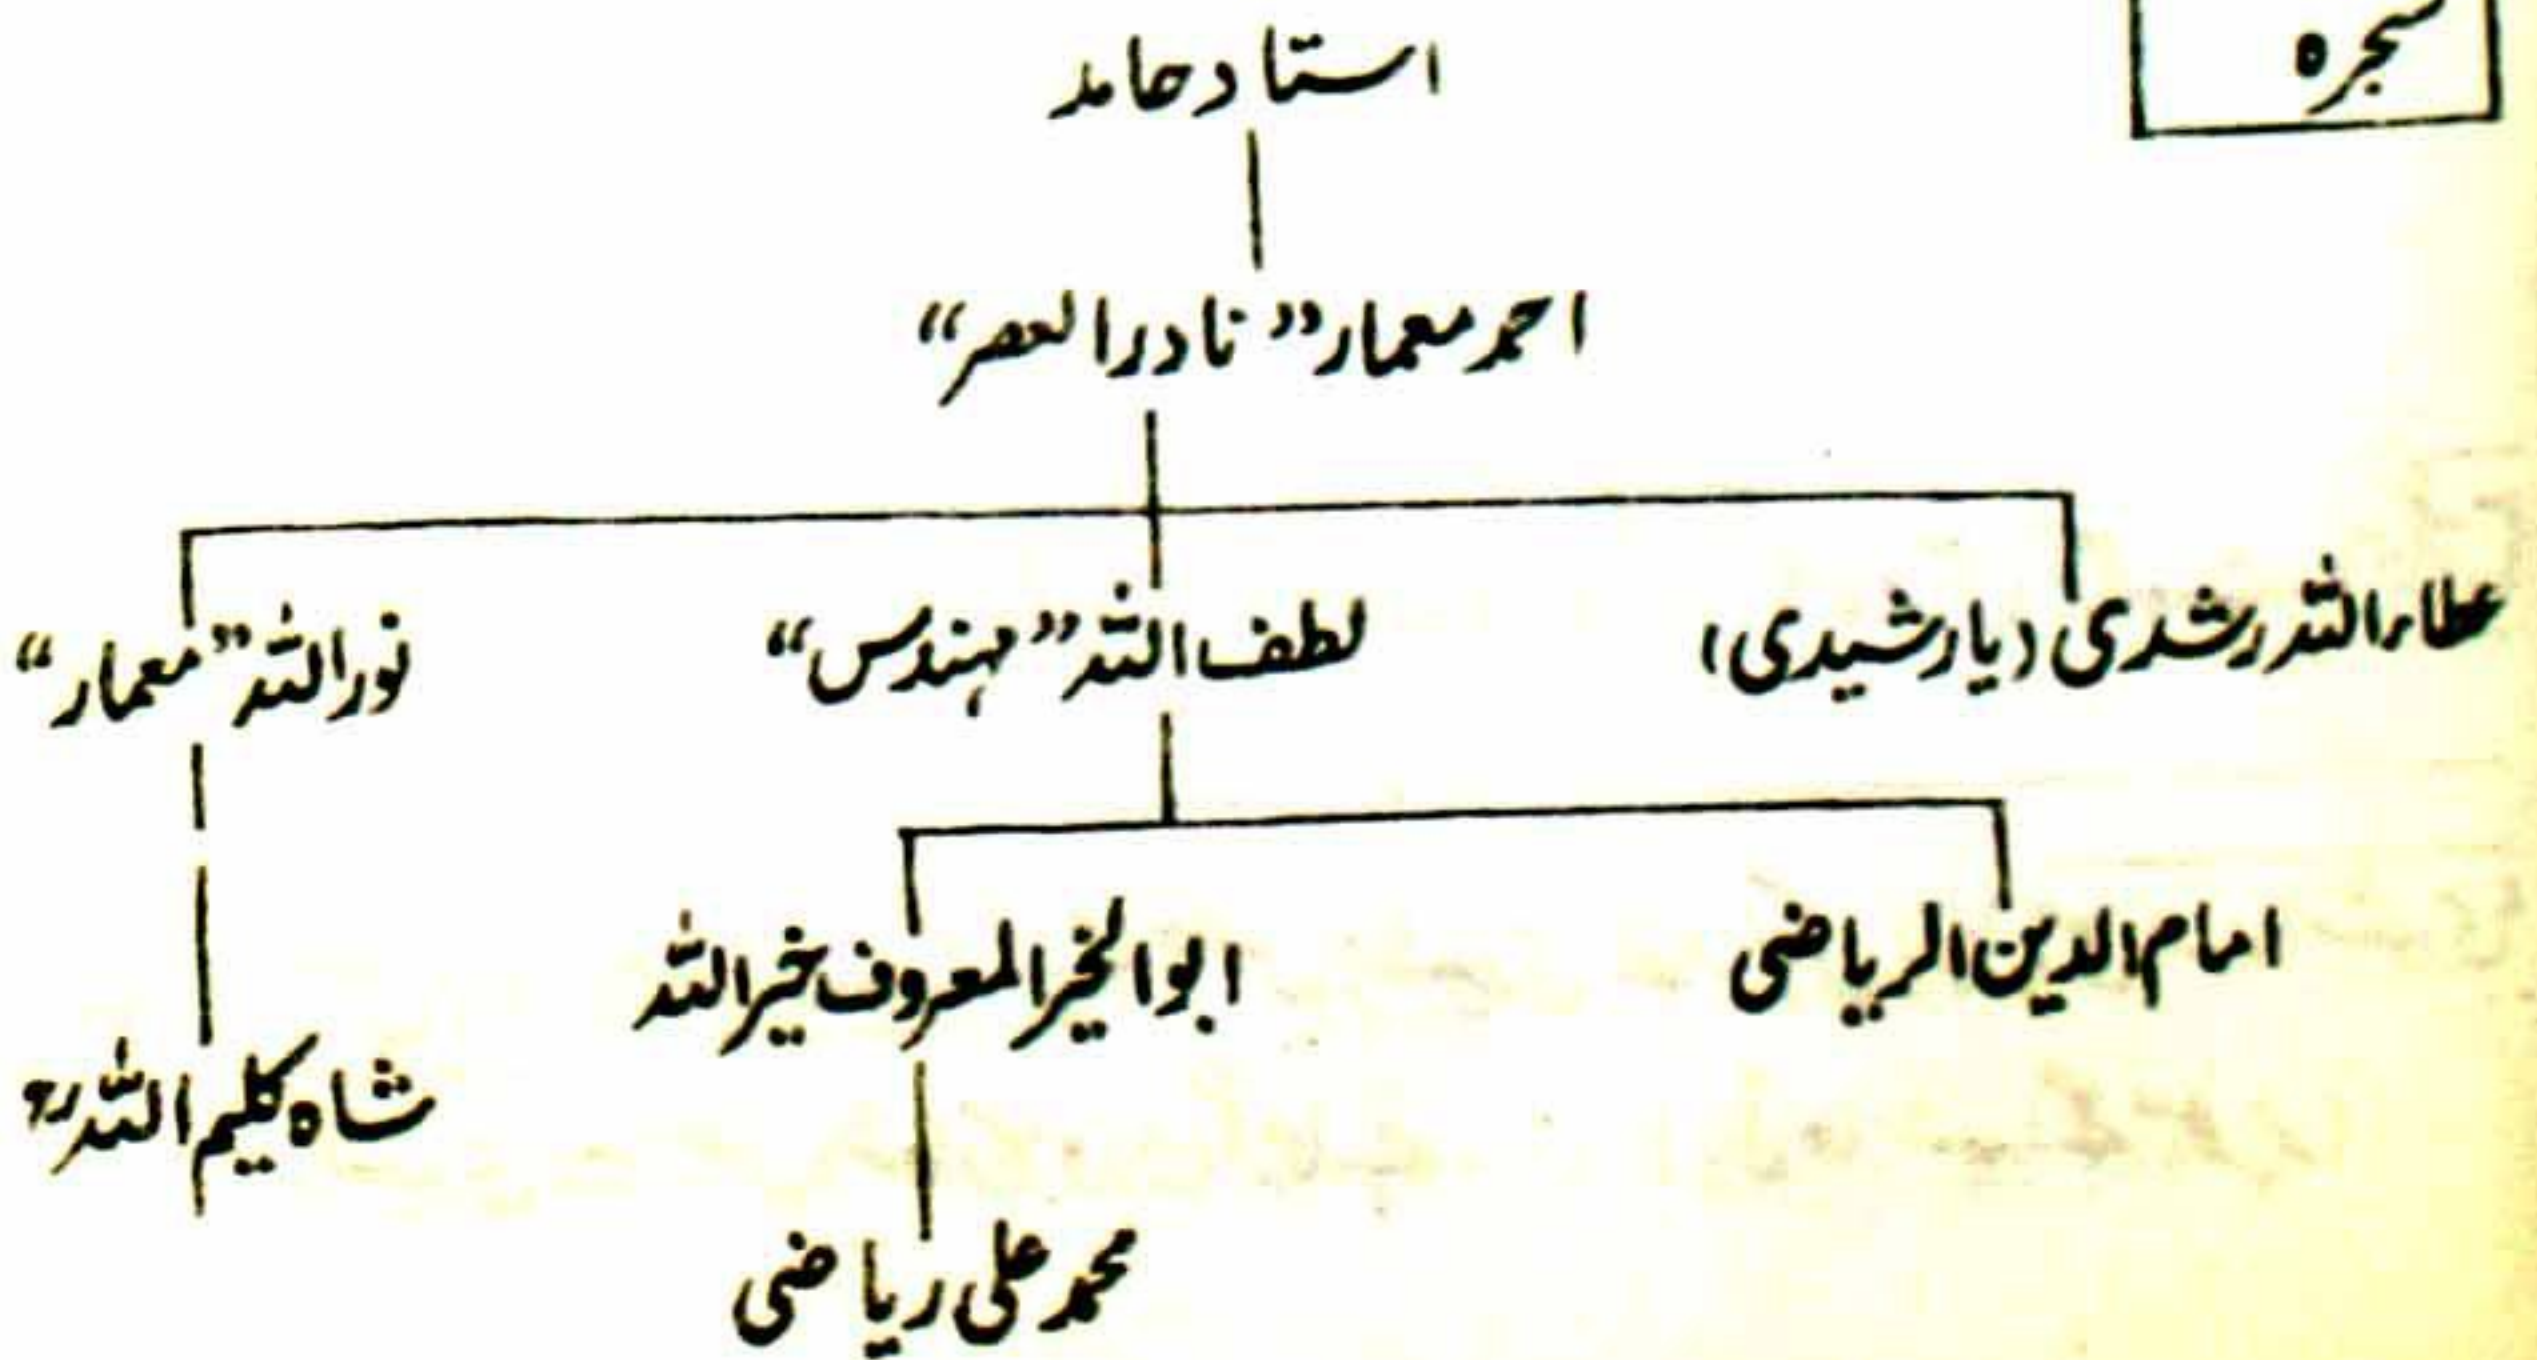 شجرہ
استاد حامد
احمد معمار ”نادر العصر“
عطاء اللہ رشدی (یا رشیدی)
لطف اللہ ”مہندس“
نور اللہ ”معمار“
امام الدین الریاضی
ابو الخیر المعروف خیر اللہ
شاہ کلیم اللہؒ
محمد علی ریاضی